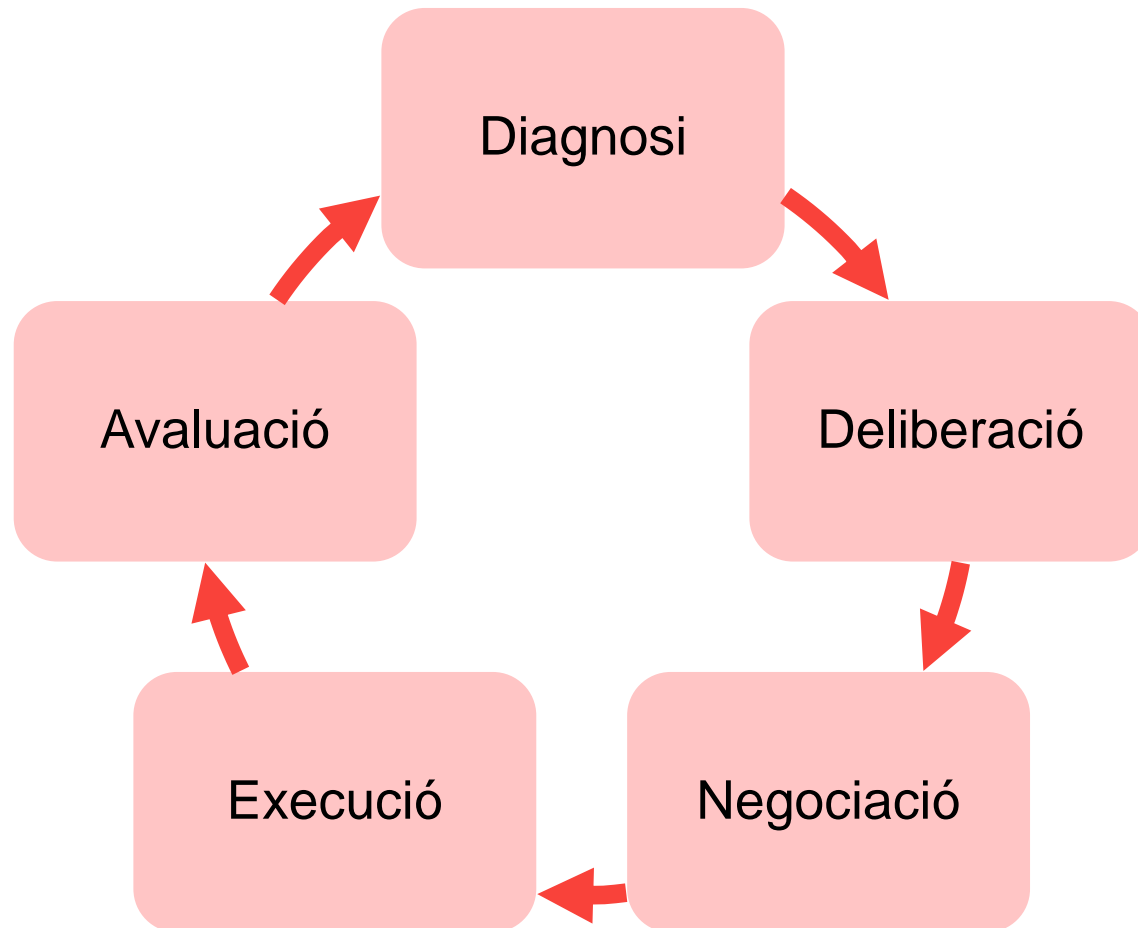 Diagnosi
Deliberació
Negociació
Execució
Avaluació